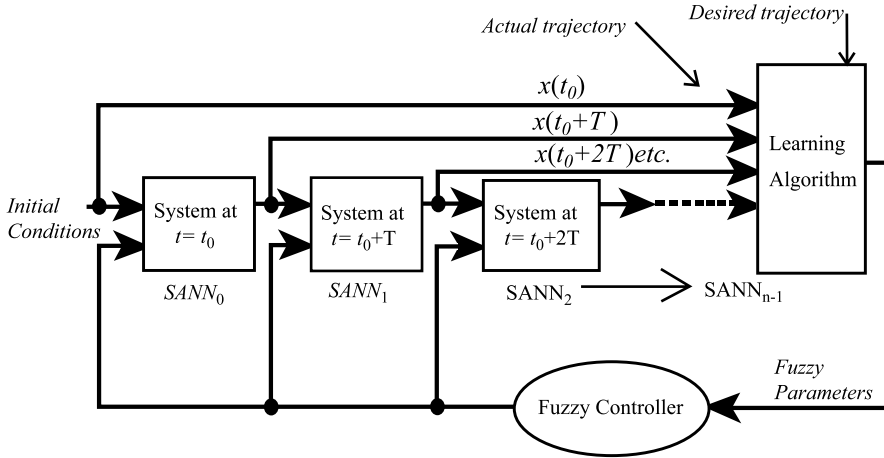 Desired trajectory
Actual trajectory
x(t₀)
x(t₀+T )
x(t₀+2T )etc.
Learning
Algorithm
Initial
Conditions
System at
t= t₀
System at
t= t₀+T
System at
t= t₀+2T
SANN₀
SANN₁
SANN₂
SANNₙ₋₁
Fuzzy
Parameters
Fuzzy Controller